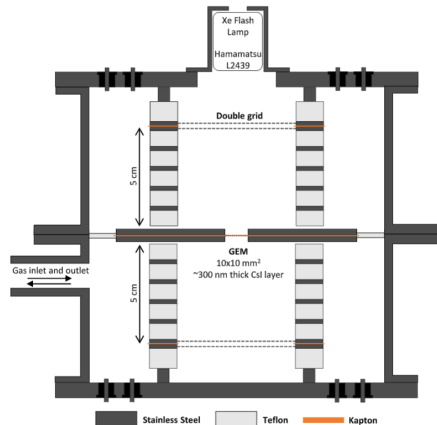 Xe Flash
Lamp
Hamamatsu
L2439
Double grid
5 cm
GEM
10x10 mm²
~300 nm thick CsI layer
Gas inlet and outlet
5 cm
Stainless Steel
Teflon
Kapton